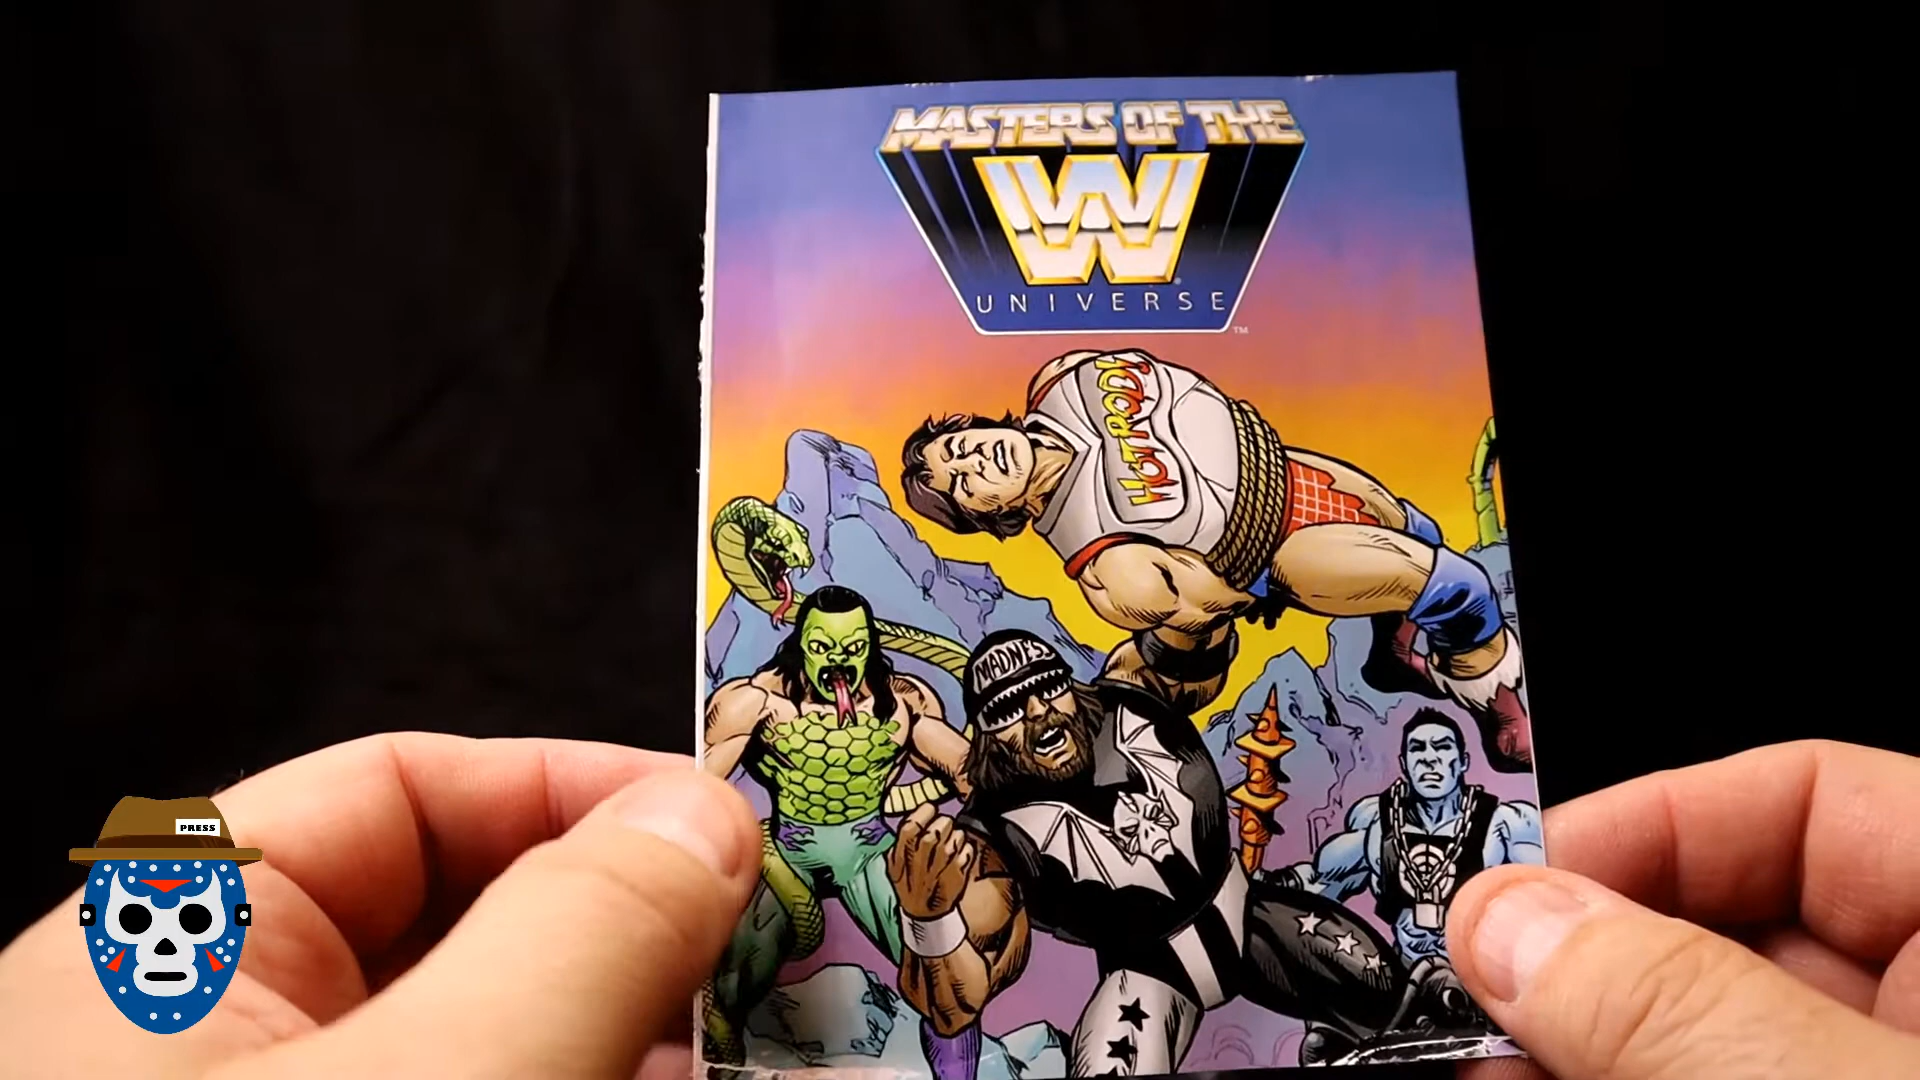 MASTERS OF THE
W
UNIVERSE
™
HOT ROD
MADNESS
PRESS